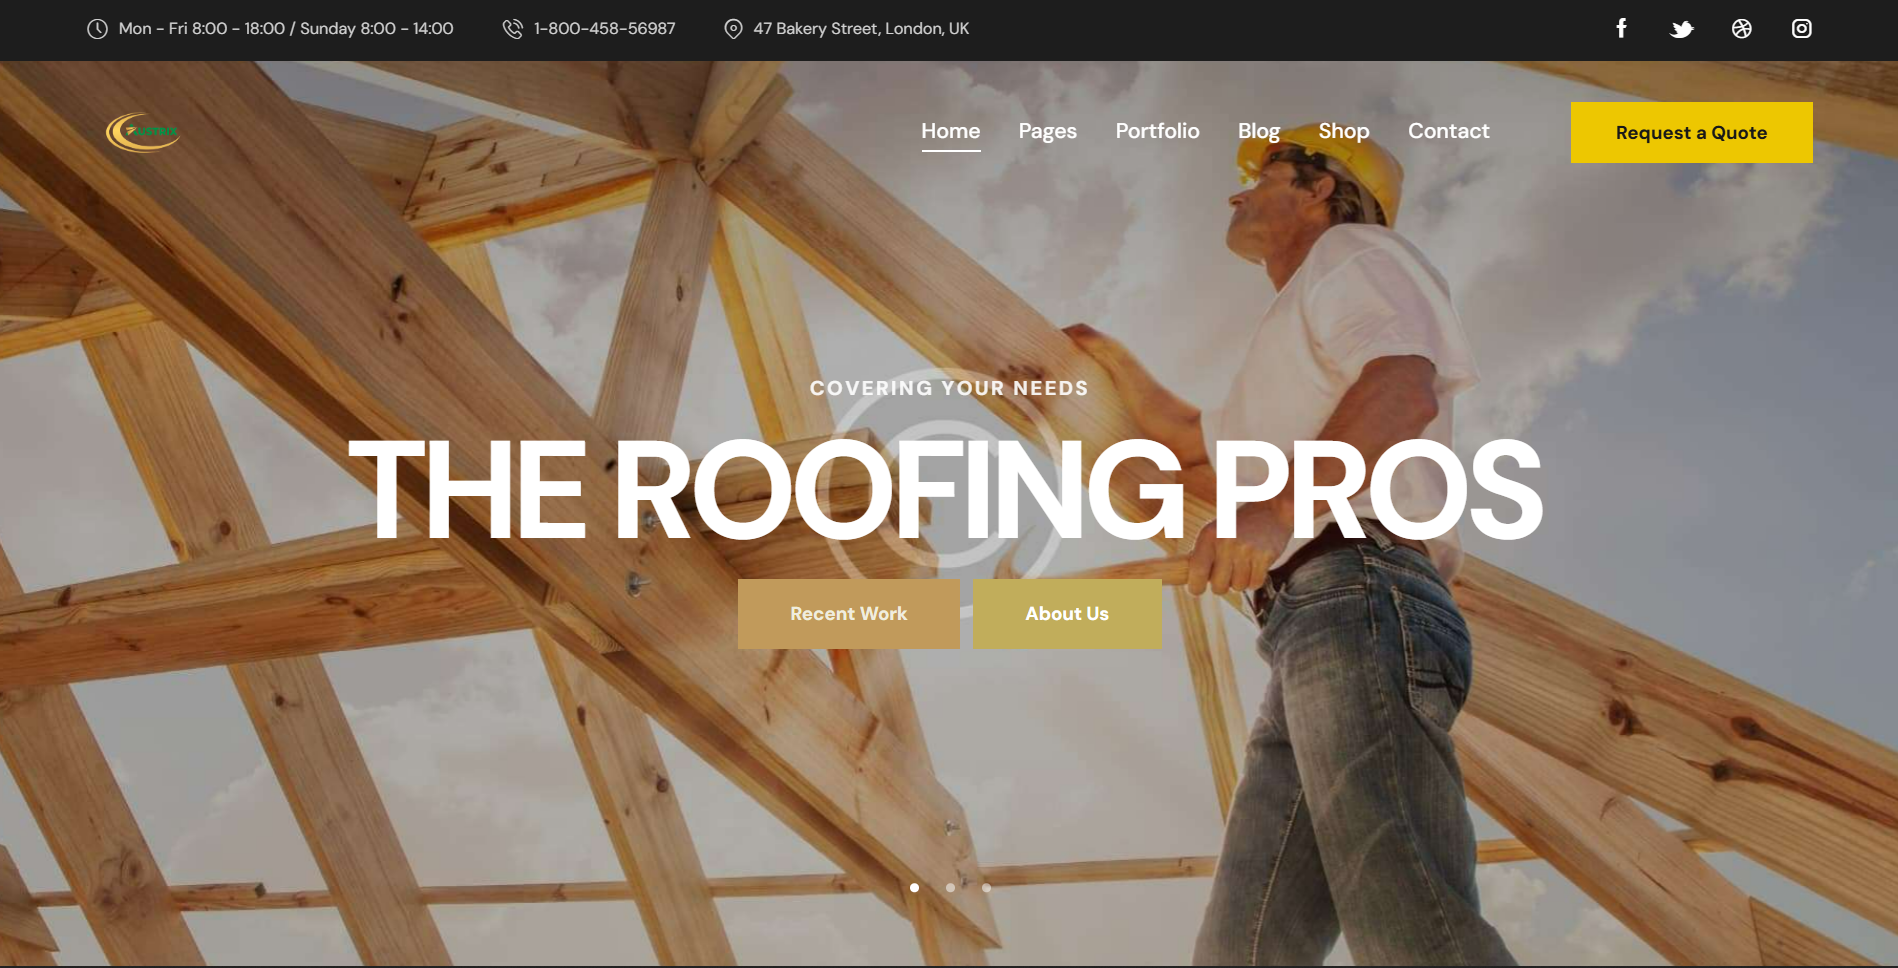 Mon - Fri 8:00 - 18:00 / Sunday 8:00 - 14:00
1-800-458-56987
47 Bakery Street, London, UK
Home
Pages
Portfolio
Blog
Shop
Contact
Request a Quote
COVERING YOUR NEEDS
THE ROOFING PROS
Recent Work
About Us